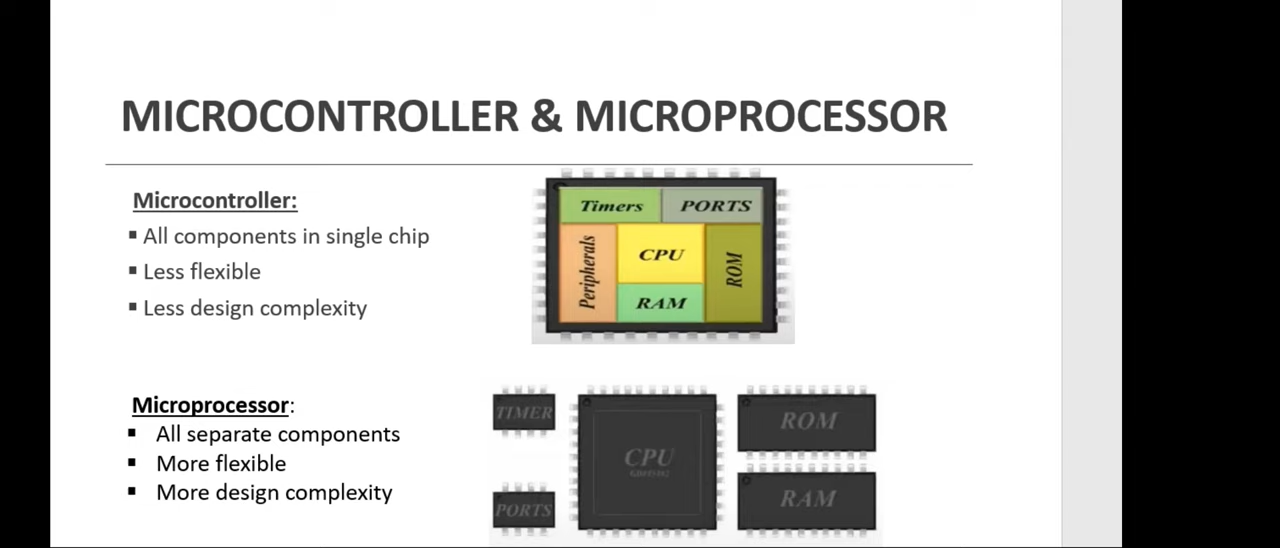 MICROCONTROLLER & MICROPROCESSOR
Microcontroller:
▪ All components in single chip
▪ Less flexible
▪ Less design complexity
Timers
PORTS
Peripherals
CPU
ROM
RAM
Microprocessor:
▪ All separate components
▪ More flexible
▪ More design complexity
TIMER
CPU
ROM
RAM
PORTS